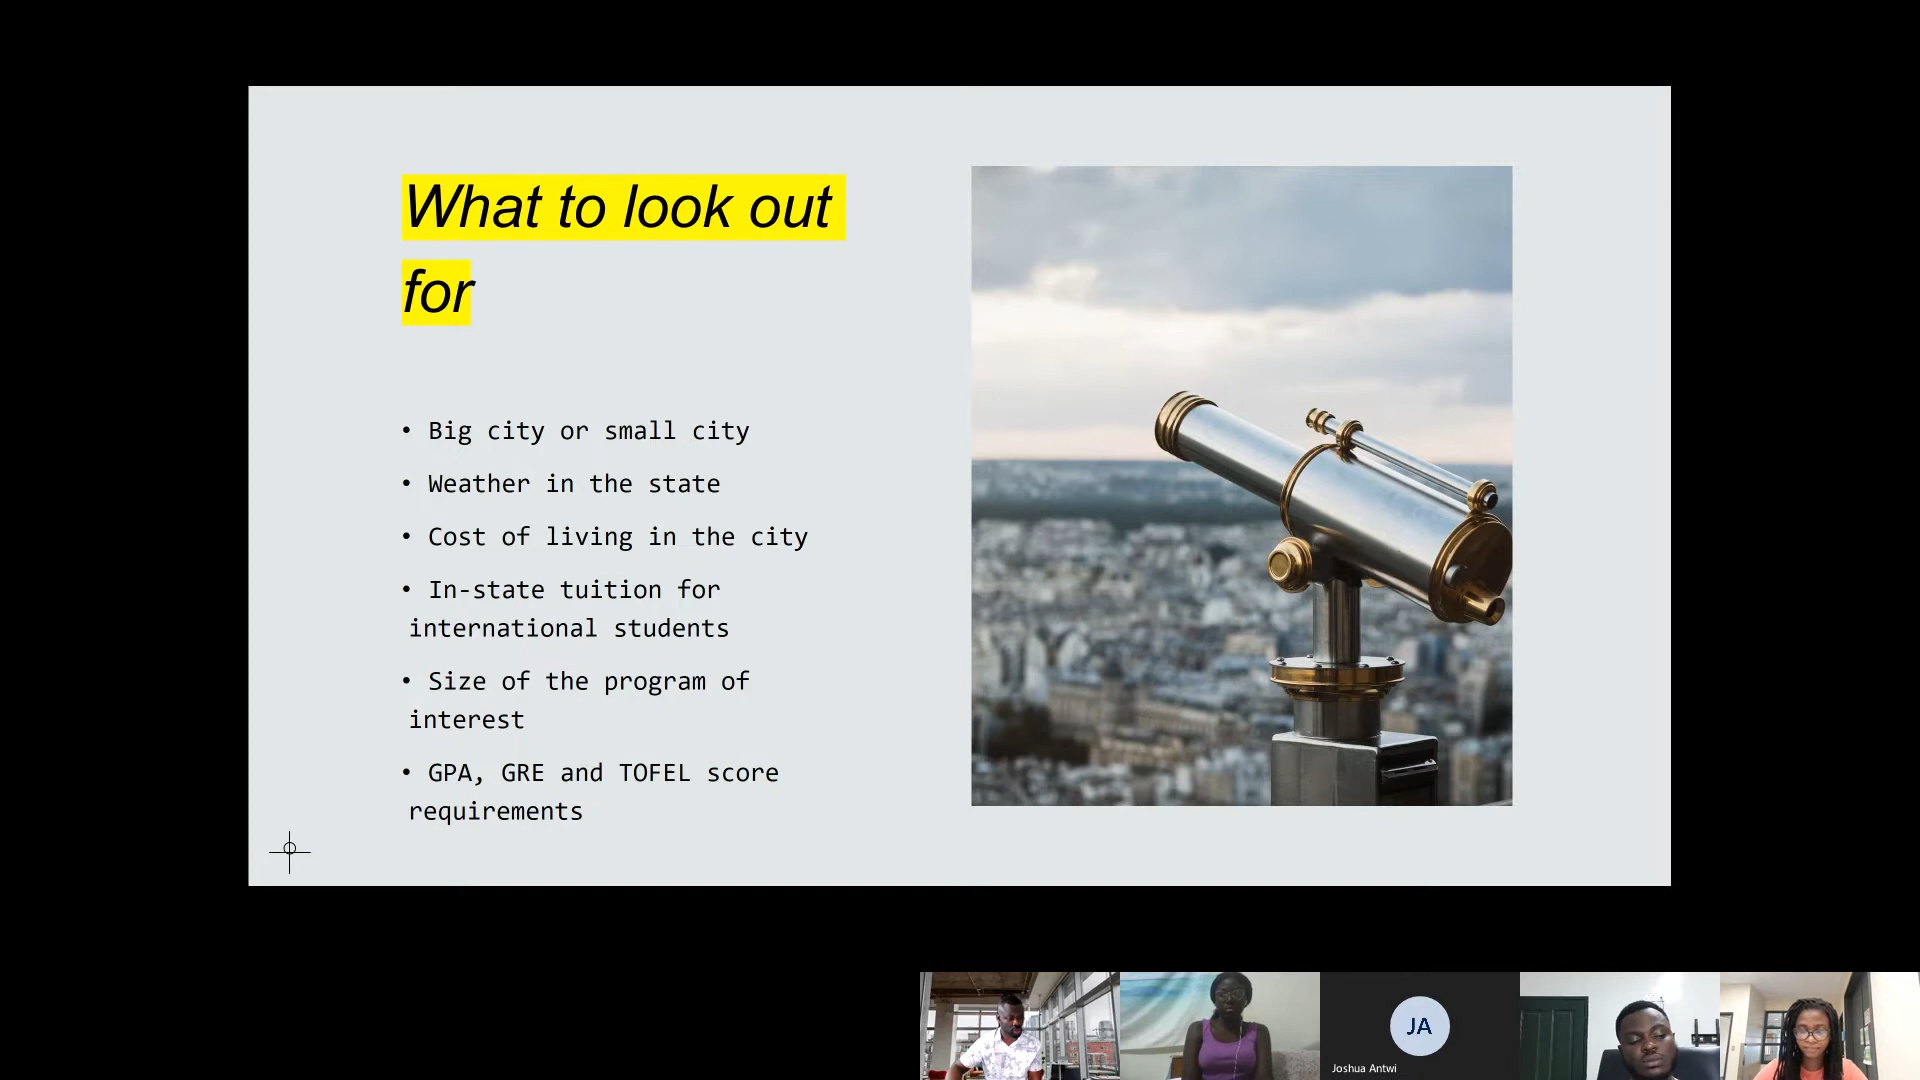 What to look out
for
• Big city or small city
• Weather in the state
• Cost of living in the city
• In-state tuition for
international students
• Size of the program of
interest
• GPA, GRE and TOFEL score
requirements
JA
Joshua Antwi